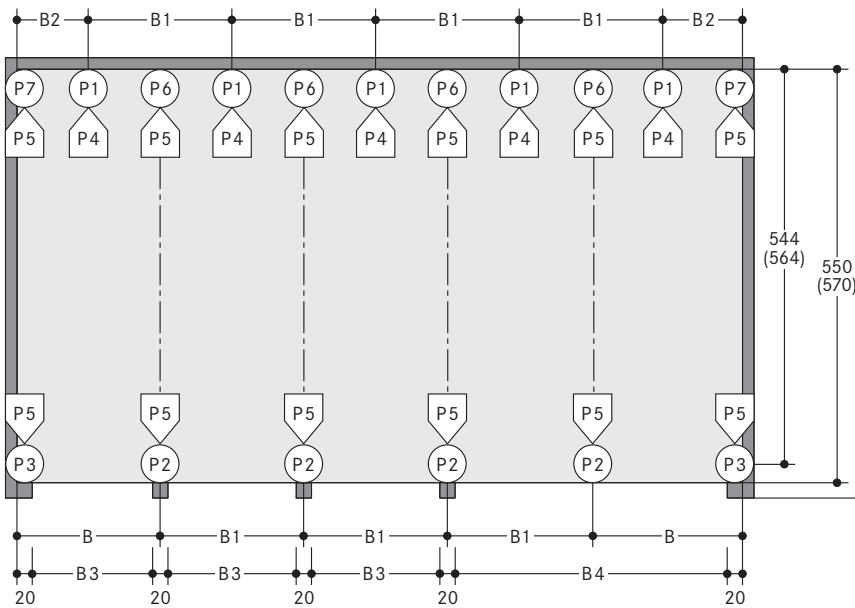 B2 B1 B1 B1 B1 B2
P7 P1 P6 P1 P6 P1 P6 P1 P6 P1 P7
P5 P4 P5 P4 P5 P4 P5 P4 P5 P4 P5
544
(564)
550
(570)
P5 P5 P5 P5 P5 P5
P3 P2 P2 P2 P2 P3
B B1 B1 B1 B
B3 B3 B3 B4
20 20 20 20 20